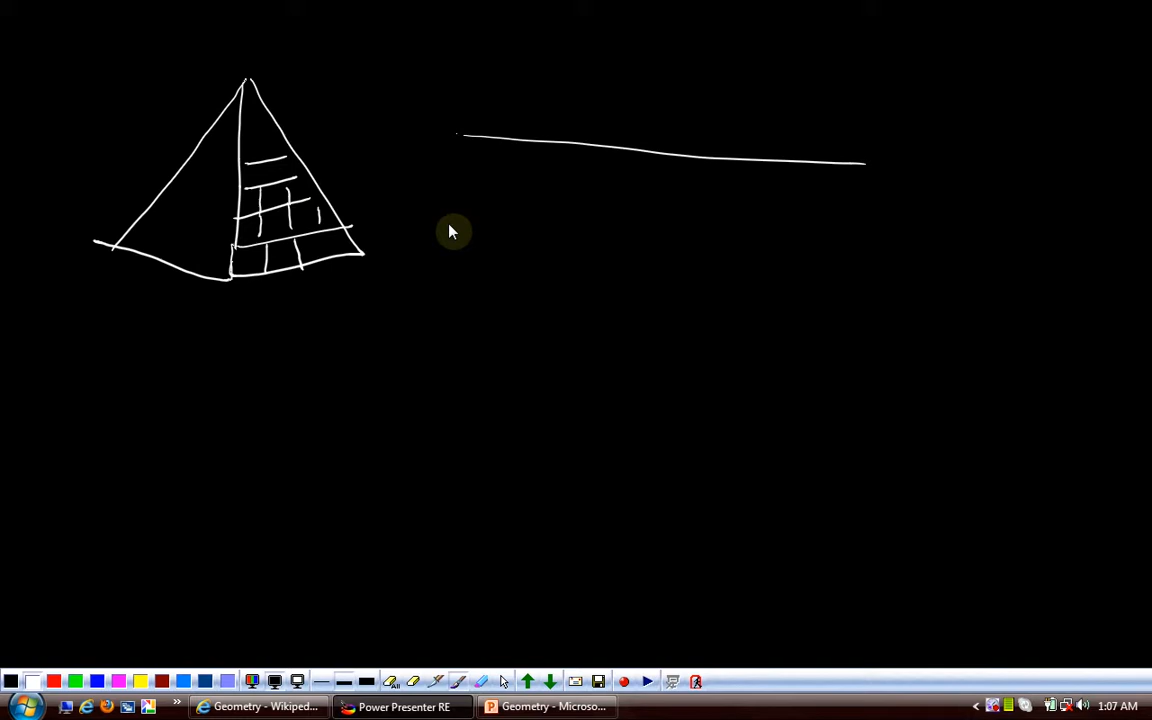 Geometry - Wikiped...
Power Presenter RE
Geometry - Microso...
1:07 AM